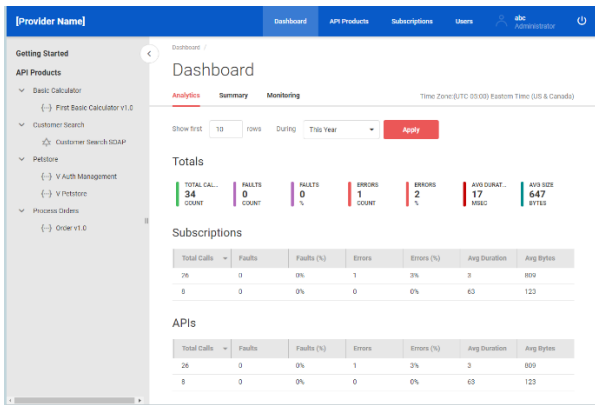 [Provider Name]
Dashboard API Products Subscriptions Users abc
Administrator
Getting Started
API Products
Basic Calculator
{···} First Basic Calculator v1.0
Customer Search
Customer Search SOAP
Petstore
{···} V Auth Management
{···} V Petstore
Process Orders
{···} Order v1.0
Dashboard /
Dashboard
Analytics Summary Monitoring Time Zone:(UTC 03:00) Eastern Time (US & Canada)
Show first 10 rows During This Year Apply
Totals
TOTAL CAL... FAULTS FAULTS ERRORS ERRORS AVG DURAT... AVG SIZE
34 0 0 1 2 17 647
COUNT COUNT % COUNT % MSEC BYTES
Subscriptions
Total Calls Faults Faults (%) Errors Errors (%) Avg Duration Avg Bytes
26 0 0% 1 3% 3 809
8 0 0% 0 0% 63 123
APIs
Total Calls Faults Faults (%) Errors Errors (%) Avg Duration Avg Bytes
26 0 0% 1 3% 3 809
8 0 0% 0 0% 63 123